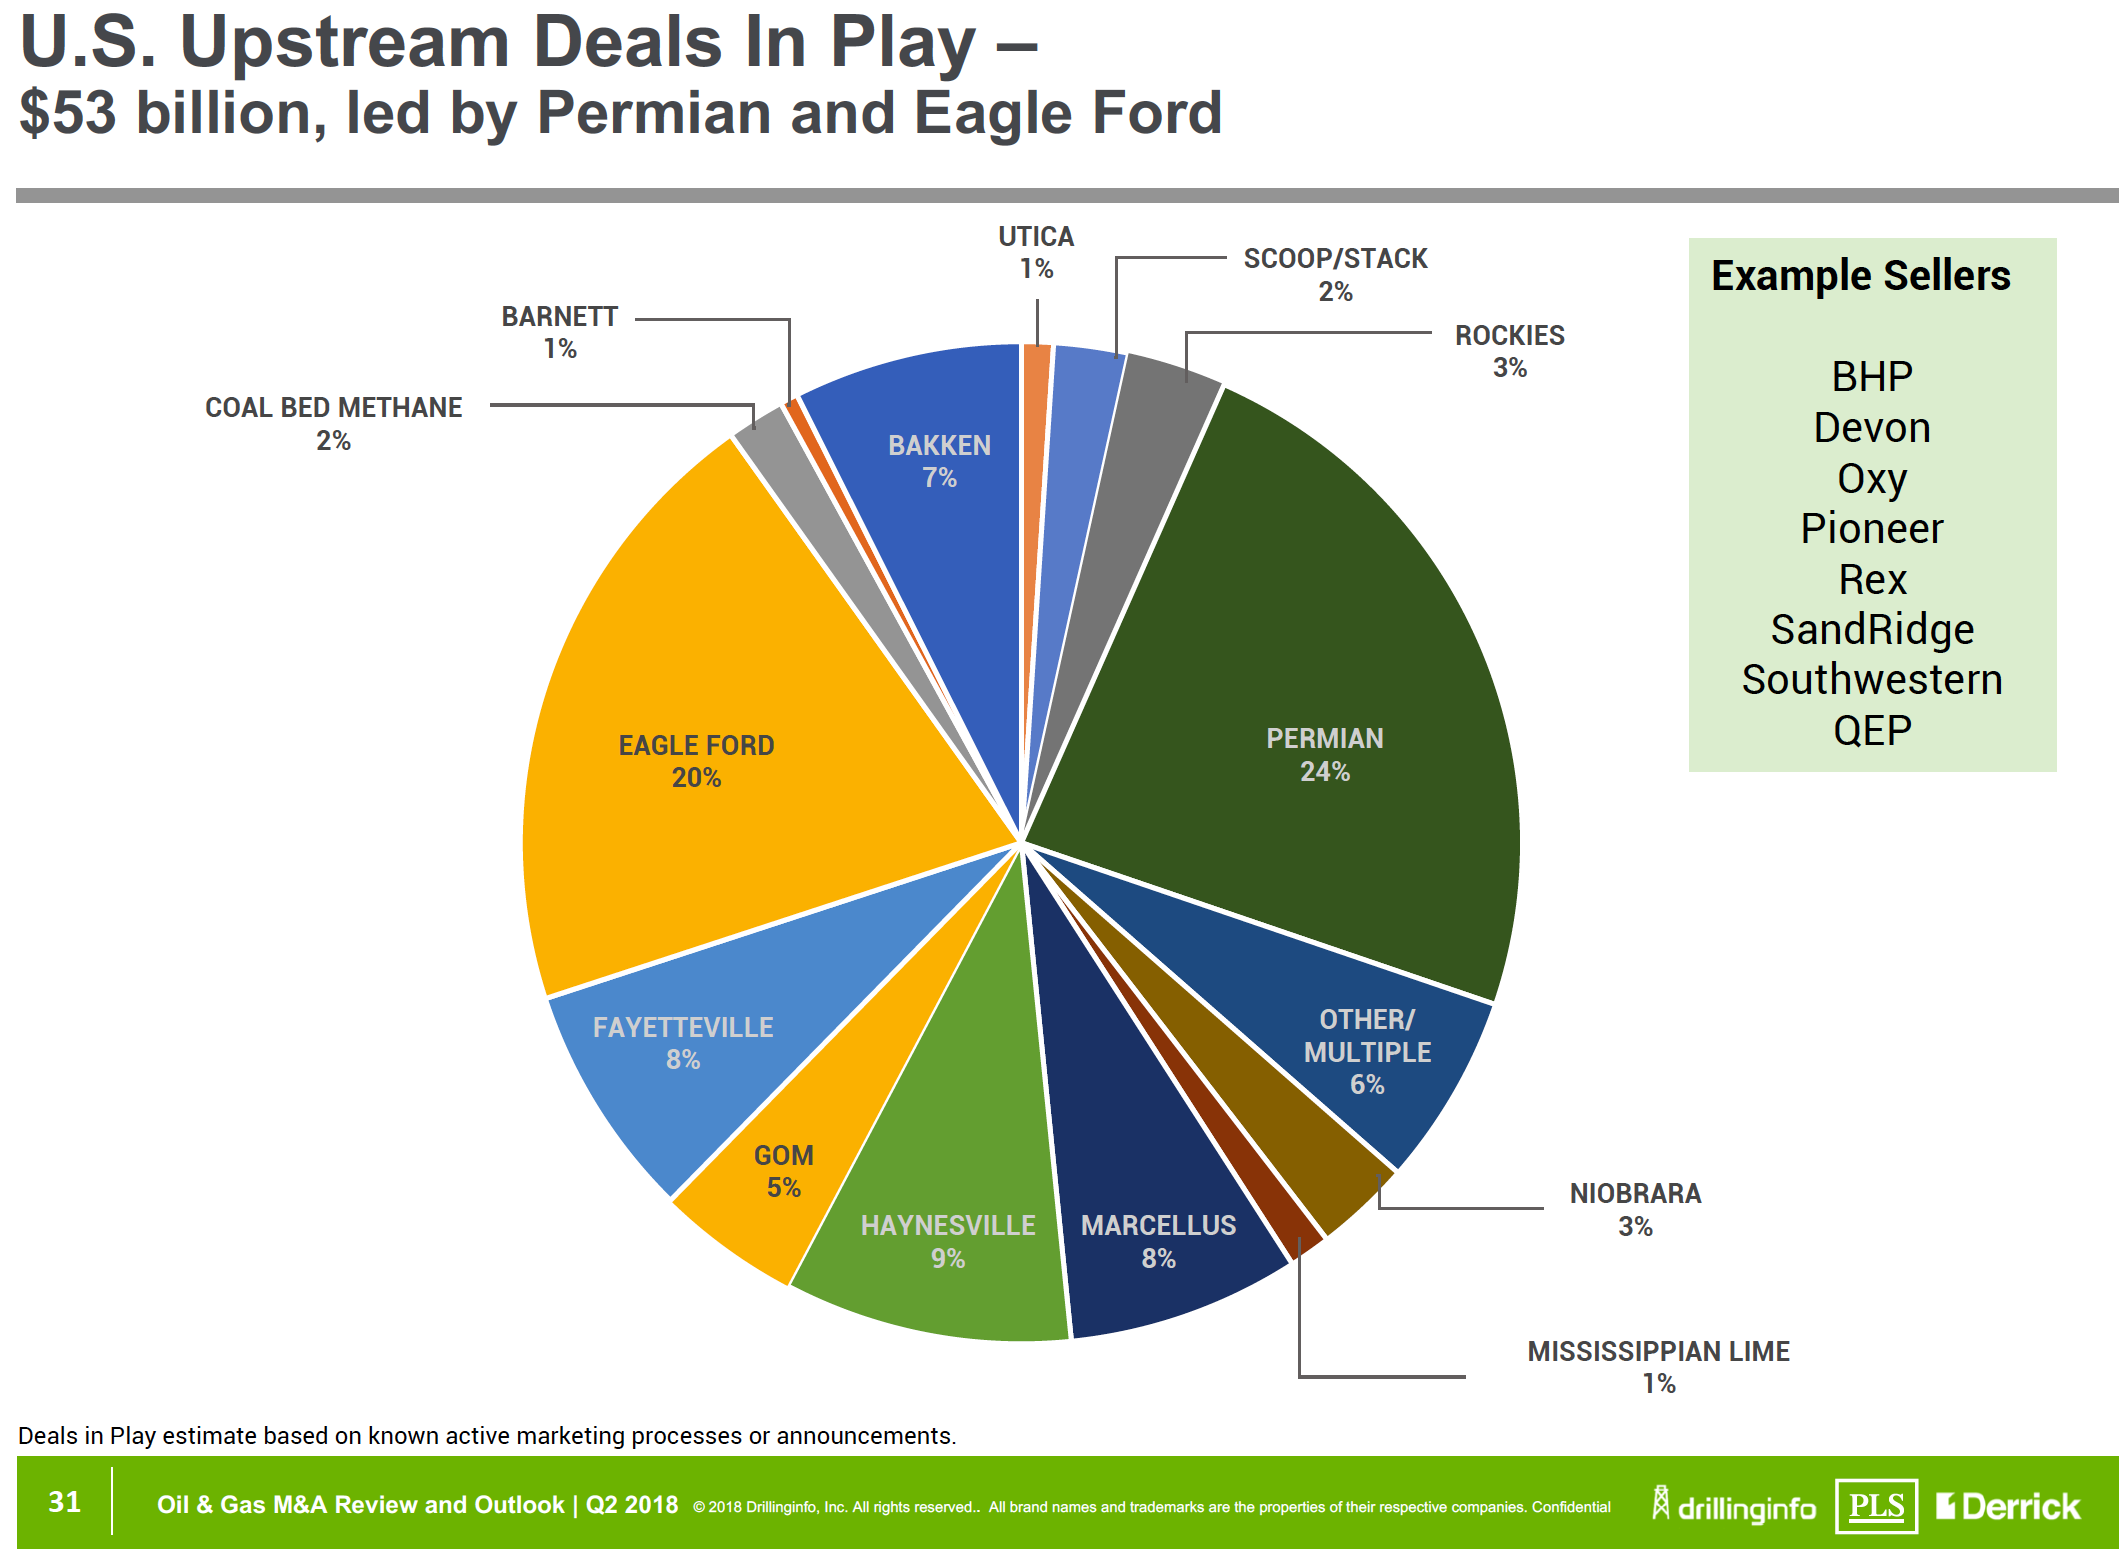 U.S. Upstream Deals In Play –
$53 billion, led by Permian and Eagle Ford
UTICA
1%
SCOOP/STACK
2%
ROCKIES
3%
BARNETT
1%
COAL BED METHANE
2%
BAKKEN
7%
PERMIAN
24%
EAGLE FORD
20%
OTHER/
MULTIPLE
6%
FAYETTEVILLE
8%
GOM
5%
HAYNESVILLE
9%
MARCELLUS
8%
NIOBRARA
3%
MISSISSIPPIAN LIME
1%
Example Sellers
BHP
Devon
Oxy
Pioneer
Rex
SandRidge
Southwestern
QEP
Deals in Play estimate based on known active marketing processes or announcements.
31
Oil & Gas M&A Review and Outlook | Q2 2018
© 2018 Drillinginfo, Inc. All rights reserved.. All brand names and trademarks are the properties of their respective companies. Confidential
drillinginfo
PLS
Derrick